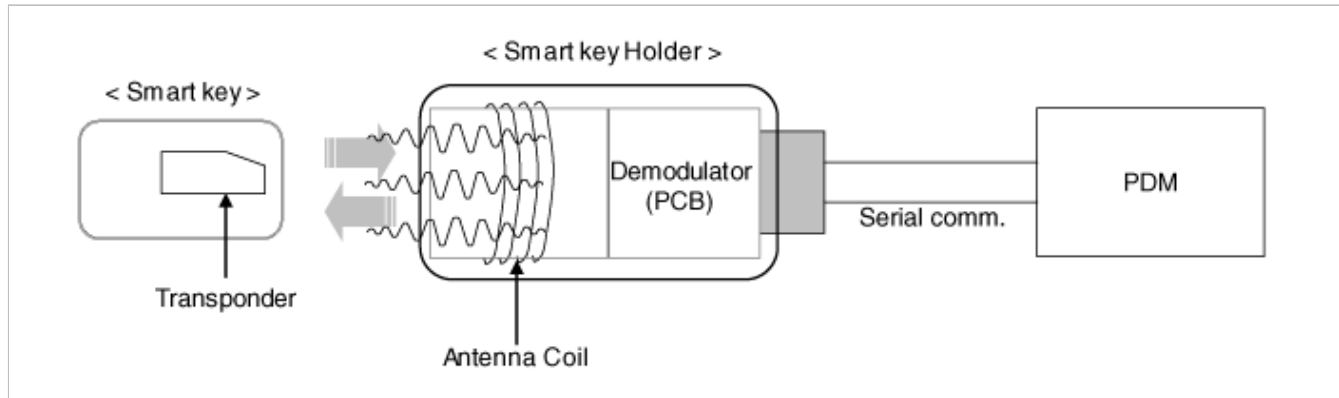 < Smart key Holder >
< Smart key >
Demodulator
(PCB)
PDM
Serial comm.
Transponder
Antenna Coil